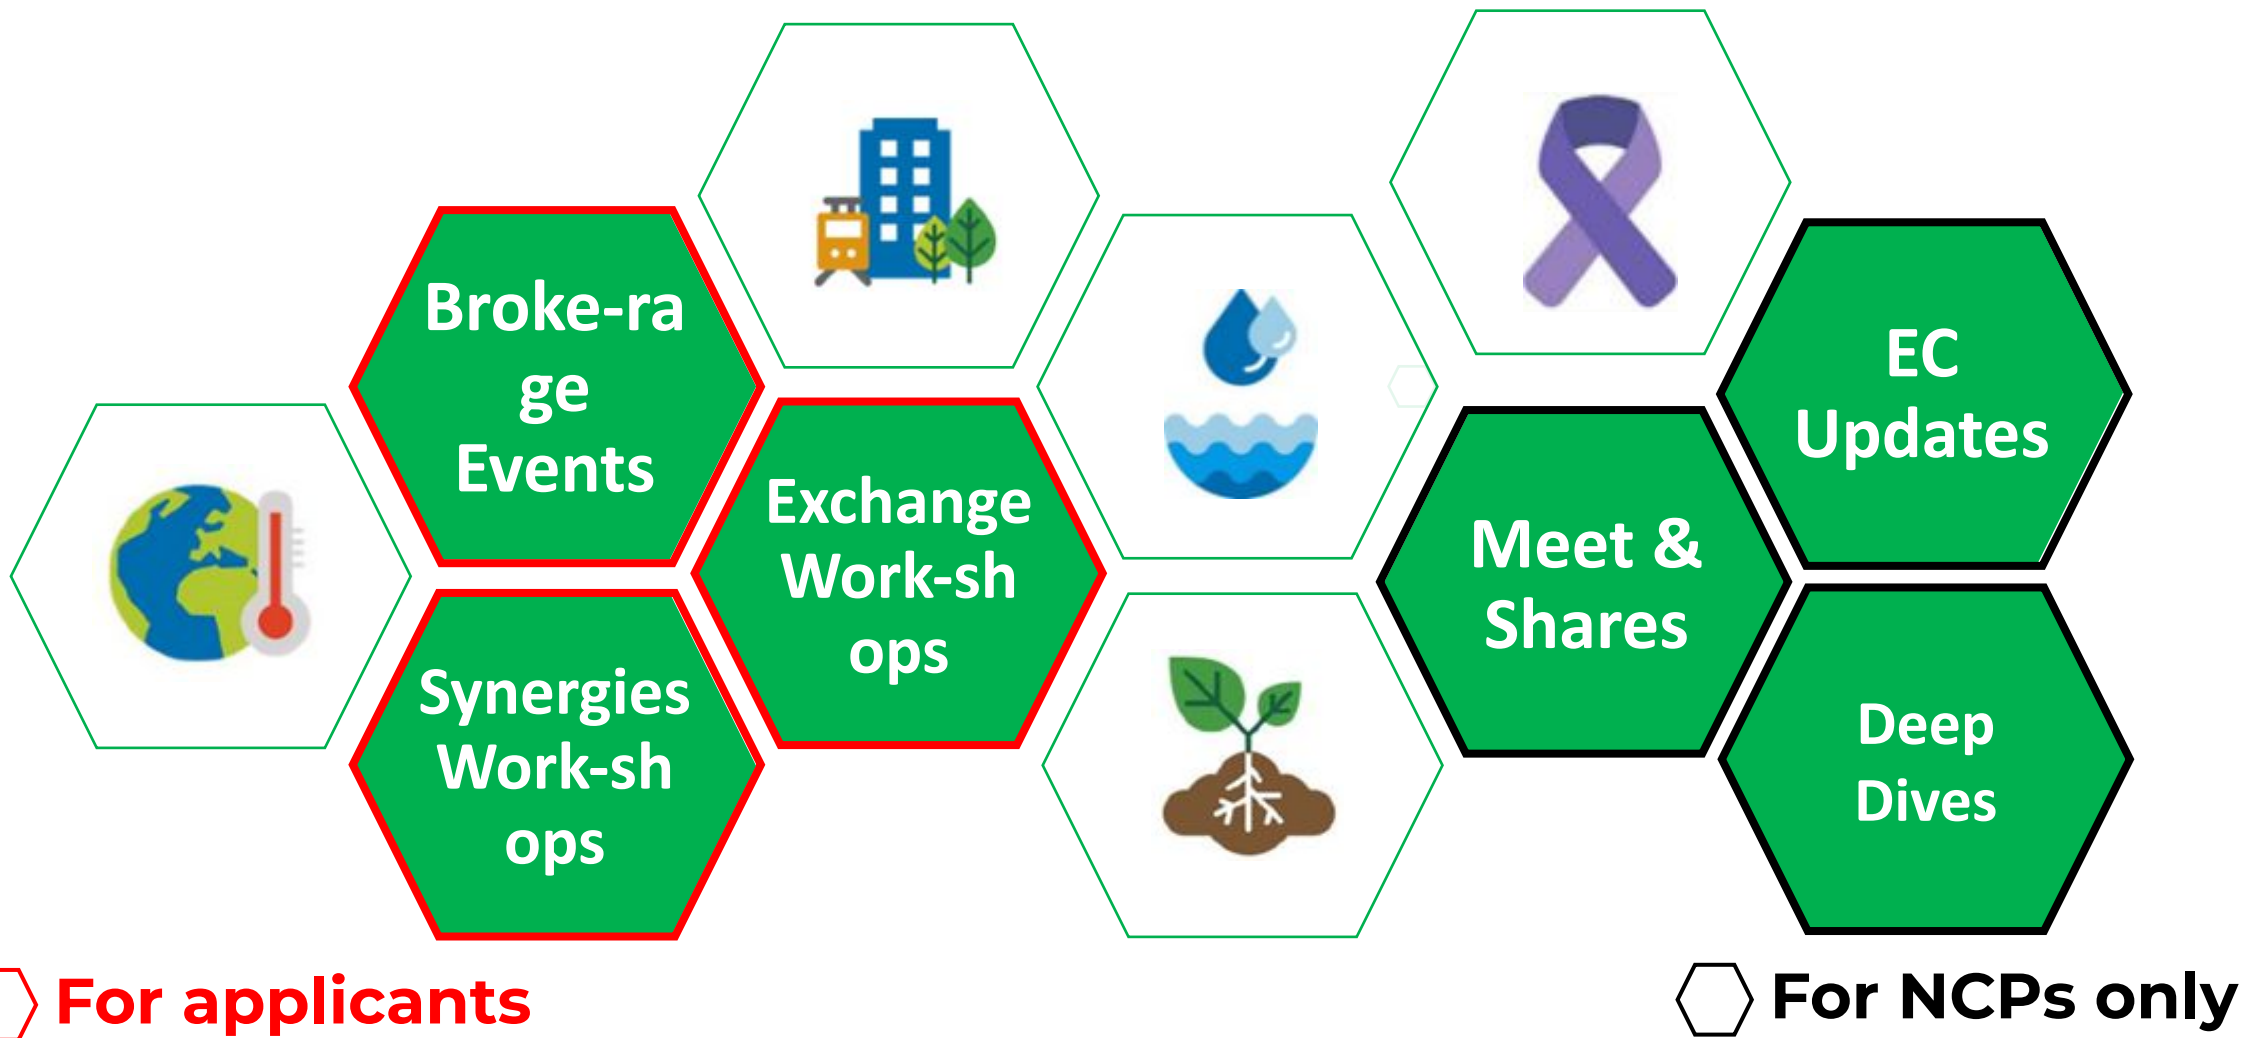 Broke-ra
ge
Events
Exchange
Work-sh
ops
Synergies
Work-sh
ops
EC
Updates
Meet &
Shares
Deep
Dives
For applicants
For NCPs only